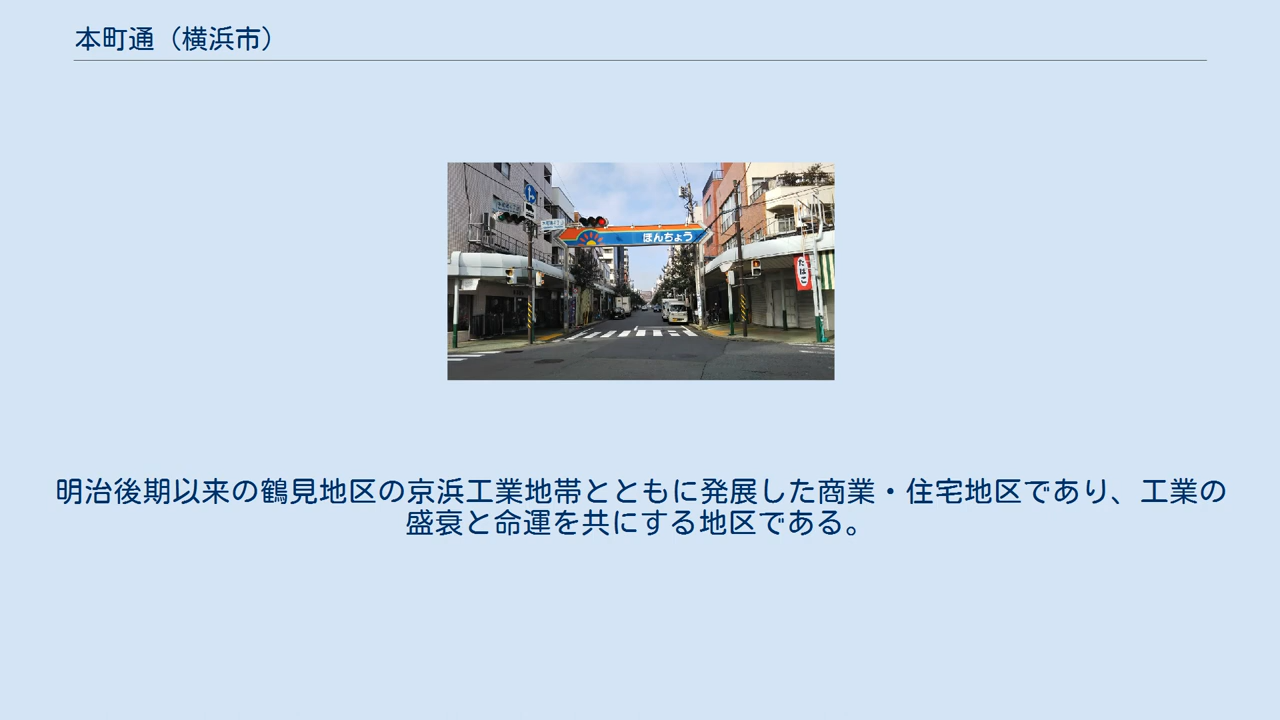 本町通（横浜市）
ほんちょう
たばこ
明治後期以来の鶴見地区の京浜工業地帯とともに発展した商業・住宅地区であり、工業の
盛衰と命運を共にする地区である。